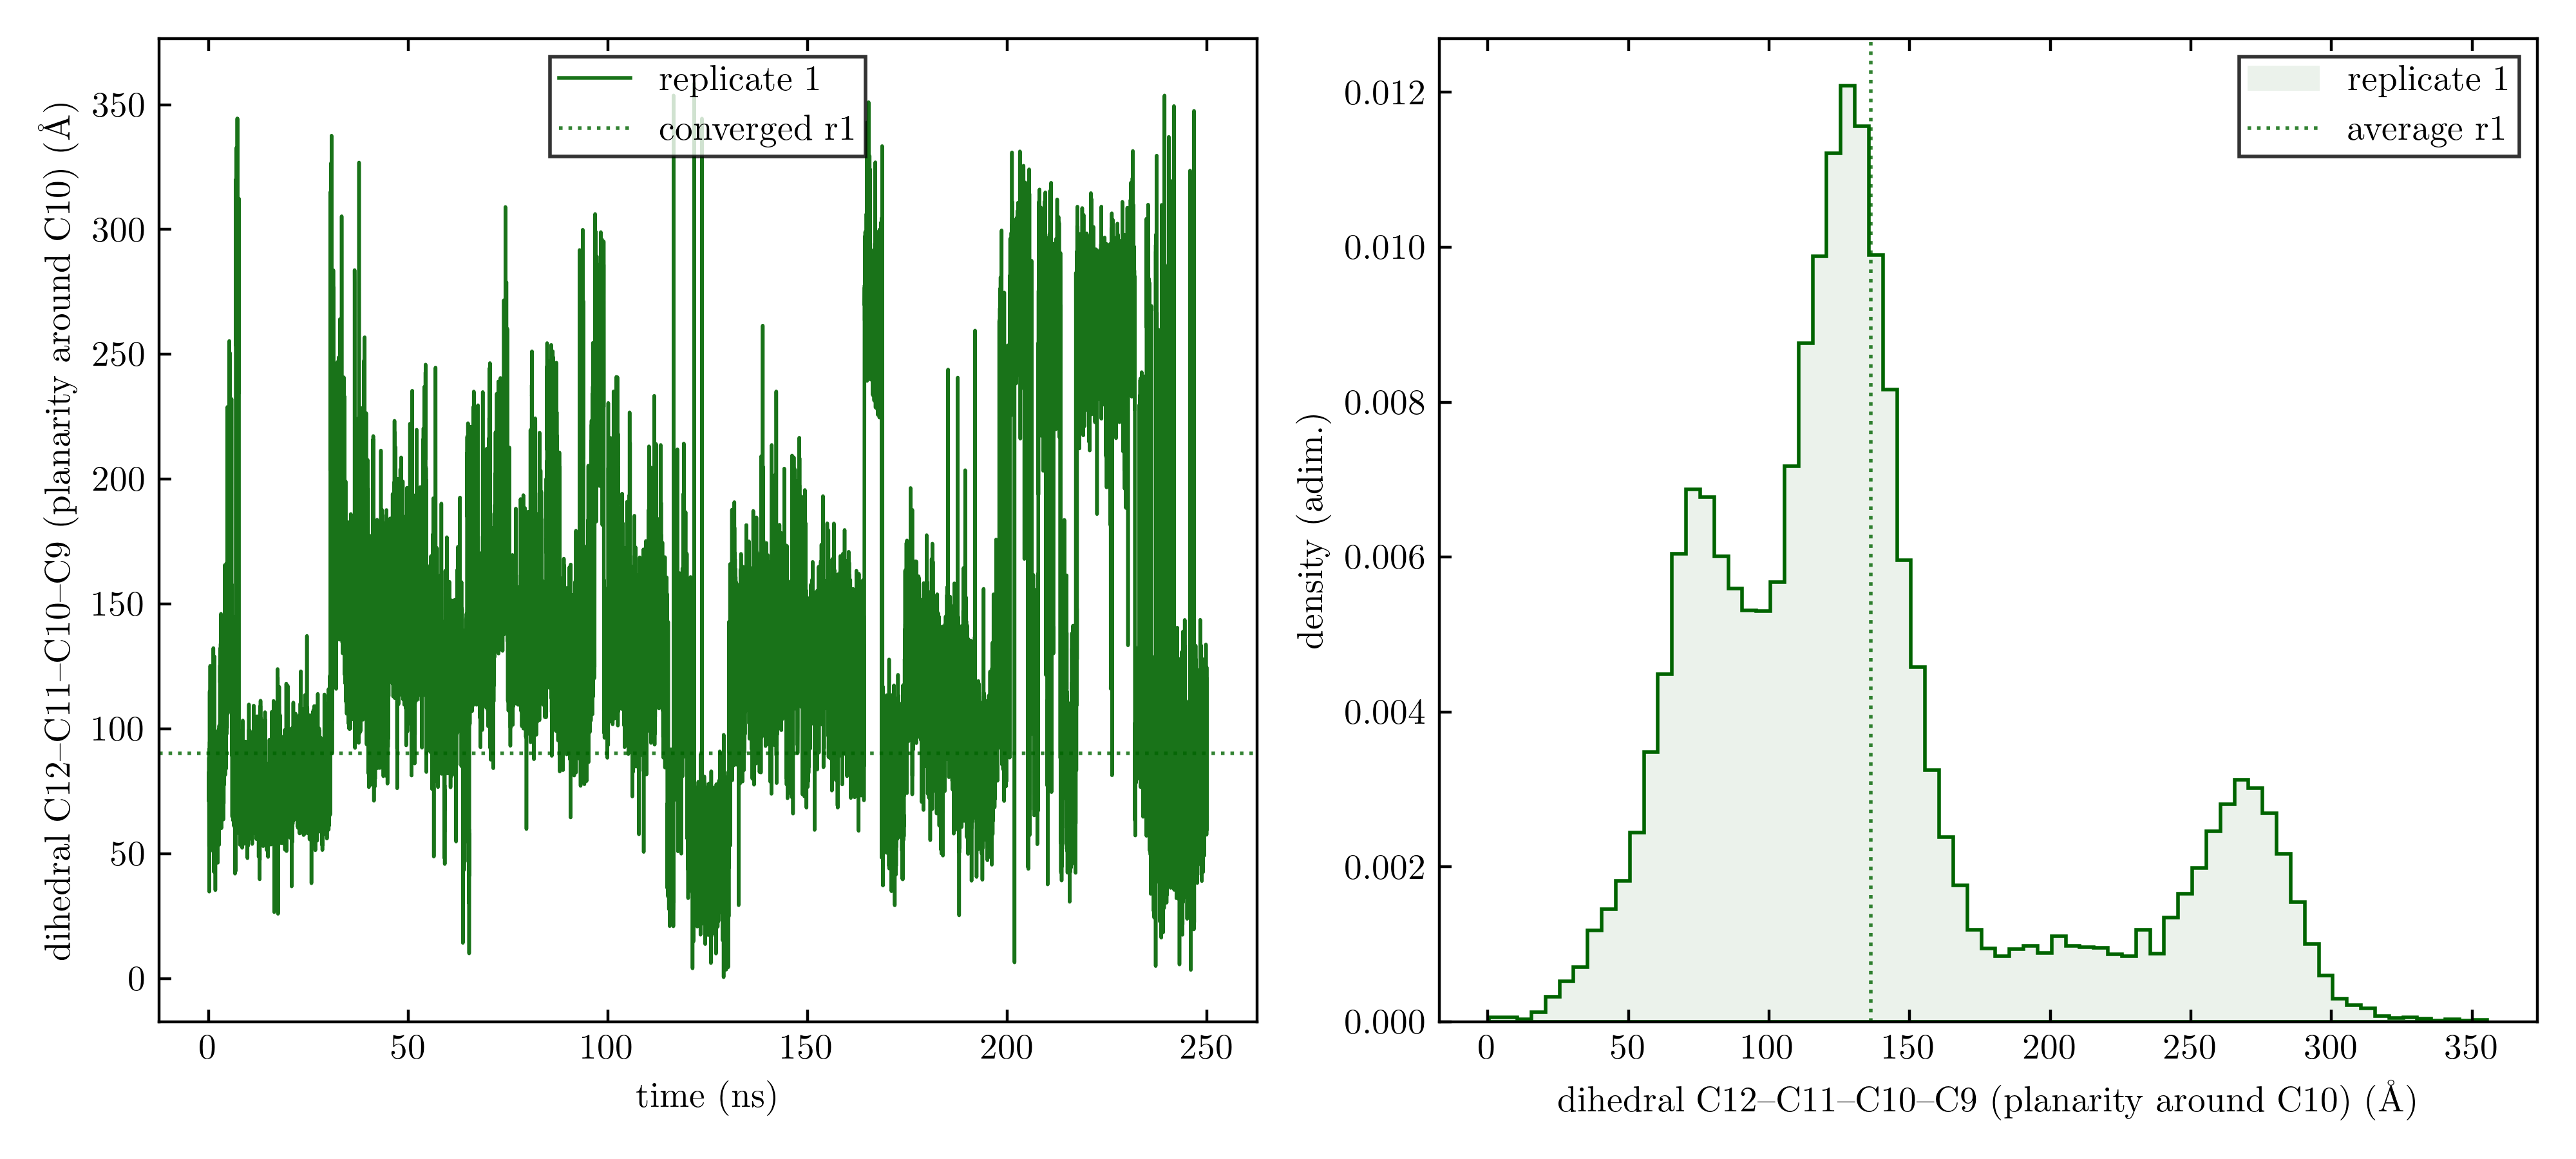 dihedral C12–C11–C10–C9 (planarity around C10) (Å)
350
300
250
200
150
100
50
0
replicate 1
converged r1
0 50 100 150 200 250
time (ns)
density (adim.)
0.012
0.010
0.008
0.006
0.004
0.002
0.000
replicate 1
average r1
0 50 100 150 200 250 300 350
dihedral C12–C11–C10–C9 (planarity around C10) (Å)